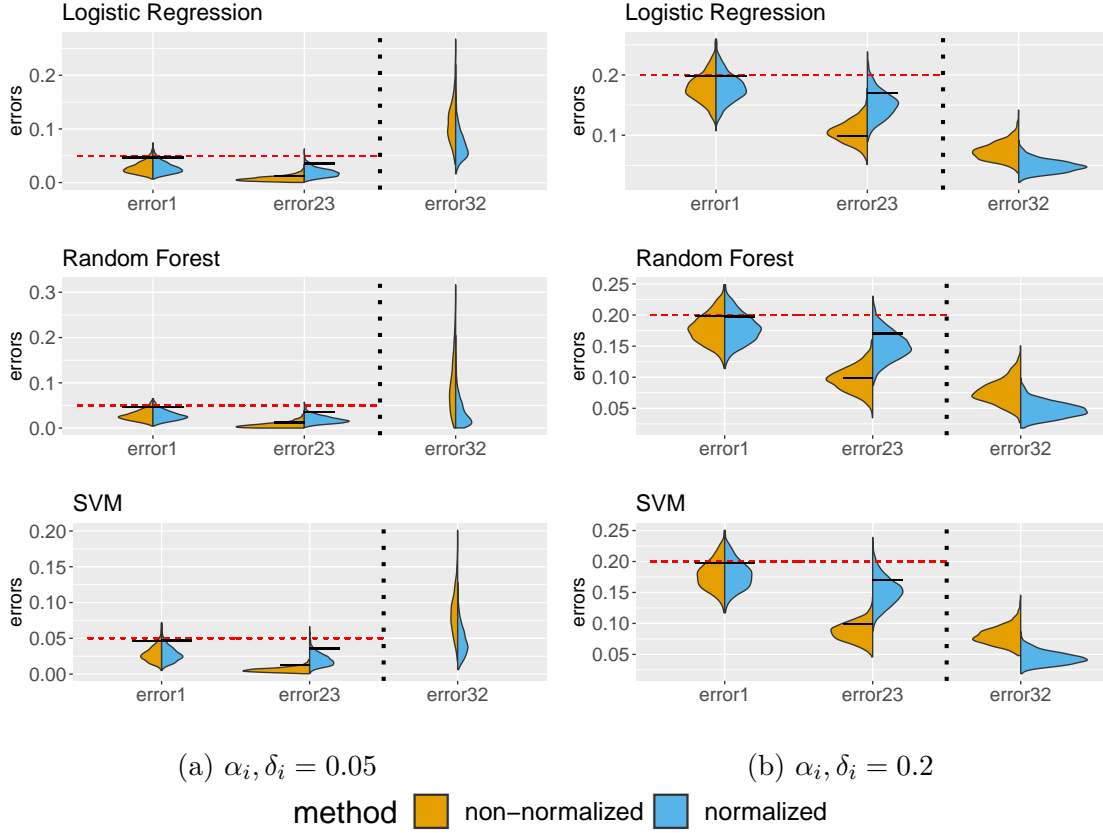 Logistic Regression
errors
0.2
0.1
0.0
error1 error23 error32
Random Forest
errors
0.3
0.2
0.1
0.0
error1 error23 error32
SVM
errors
0.20
0.15
0.10
0.05
0.00
error1 error23 error32
(a) αi, δi = 0.05
Logistic Regression
errors
0.2
0.1
error1 error23 error32
Random Forest
errors
0.25
0.20
0.15
0.10
0.05
error1 error23 error32
SVM
errors
0.25
0.20
0.15
0.10
0.05
error1 error23 error32
(b) αi, δi = 0.2
method non−normalized normalized